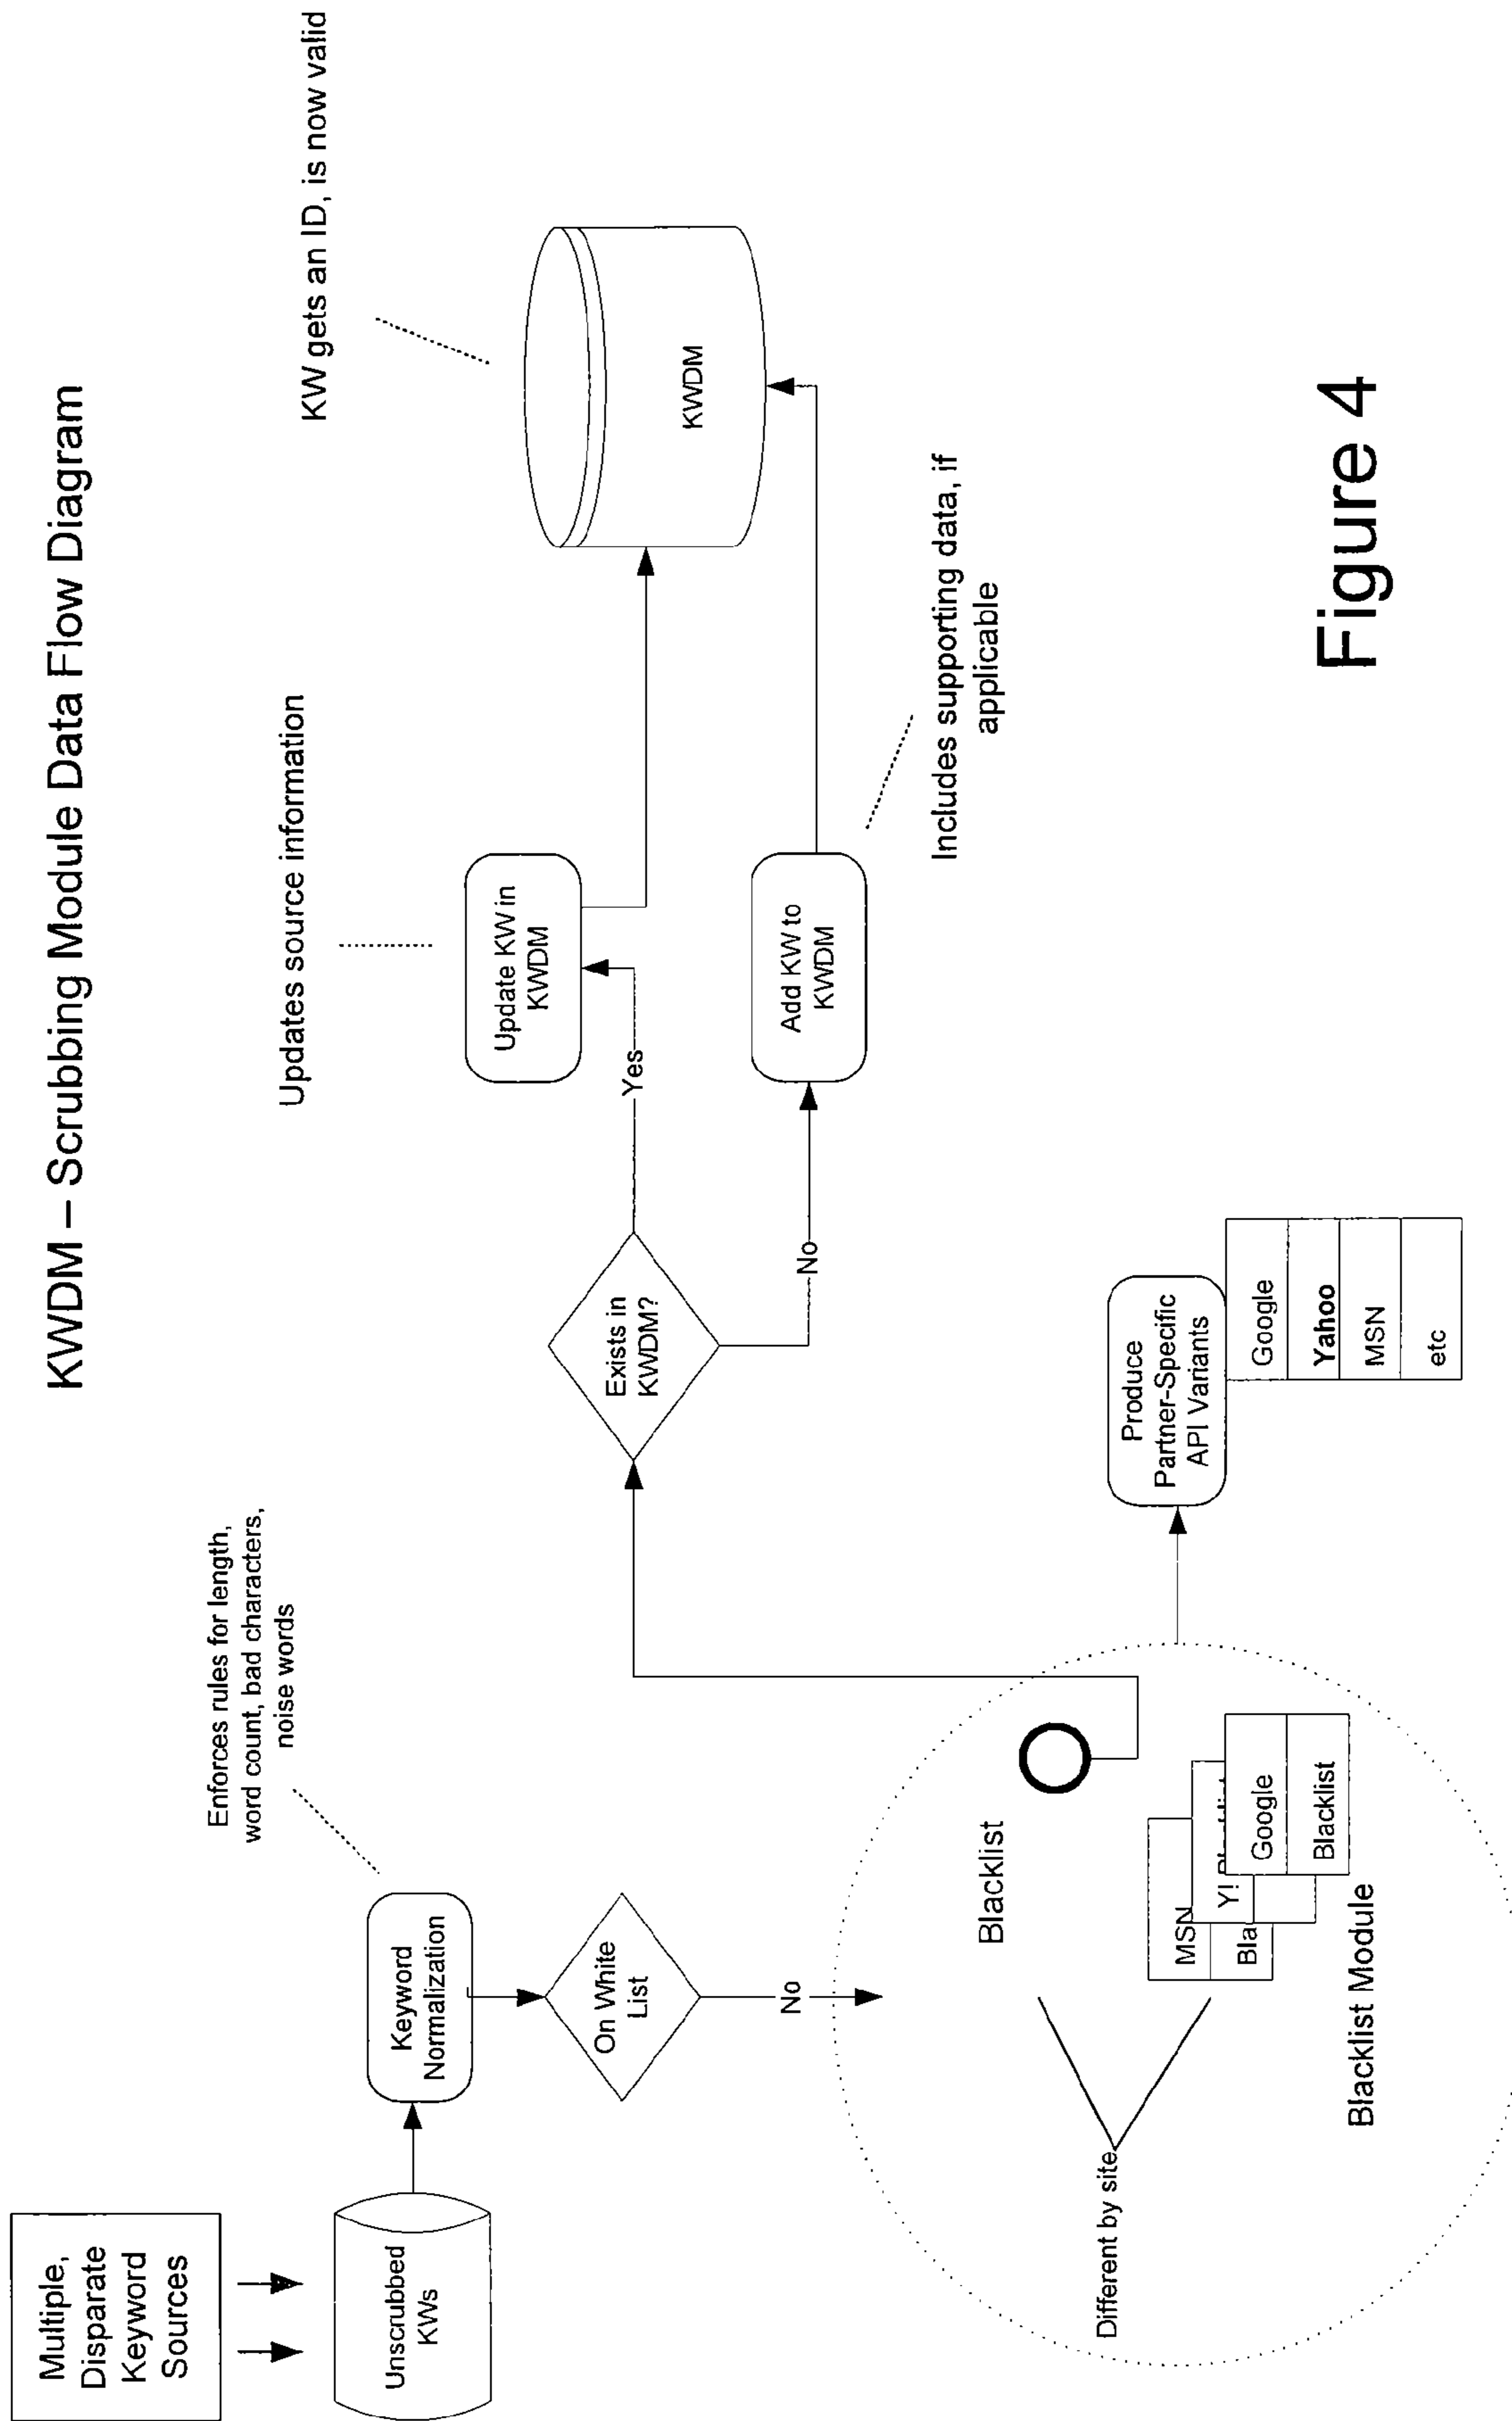 KWDM – Scrubbing Module Data Flow Diagram
Multiple,
Disparate
Keyword
Sources
Unscrubbed
KWs
Keyword
Normalization
Enforces rules for length,
word count, bad characters,
noise words
On White
List
No
Different by site
Blacklist
MSN
Bla
Y!
Google
Blacklist
Blacklist Module
Produce
Partner-Specific
API Variants
Google
Yahoo
MSN
etc
Exists in
KWDM?
Yes
No
Updates source information
Update KW in
KWDM
Add KW to
KWDM
Includes supporting data, if
applicable
KW gets an ID, is now valid
KWDM
Figure 4